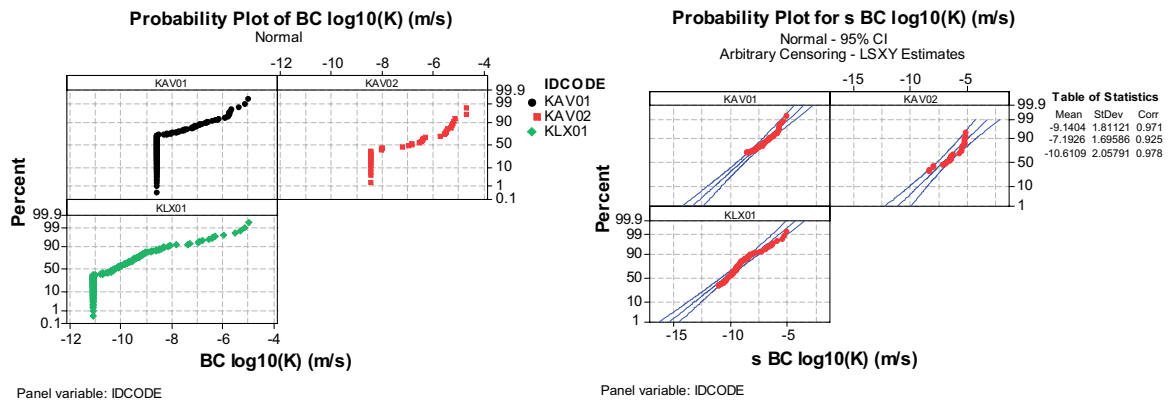 Probability Plot of BC log10(K) (m/s)
Normal
-12 -10 -8 -6 -4
KAV01 KAV02
99.9
99
90
50
10
1
0.1
IDCODE
KAV01
KAV02
KLX01
Percent
KLX01
99.9
99
90
50
10
1
0.1
-12 -10 -8 -6 -4
BC log10(K) (m/s)
Panel variable: IDCODE
Probability Plot for s BC log10(K) (m/s)
Normal - 95% CI
Arbitrary Censoring - LSXY Estimates
-15 -10 -5
KAV01 KAV02
99.9
99
90
50
10
1
Table of Statistics
Mean StDev Corr
-9.1404 1.81121 0.971
-7.1926 1.69586 0.925
-10.6109 2.05791 0.978
Percent
KLX01
99.9
99
90
50
10
1
-15 -10 -5
s BC log10(K) (m/s)
Panel variable: IDCODE